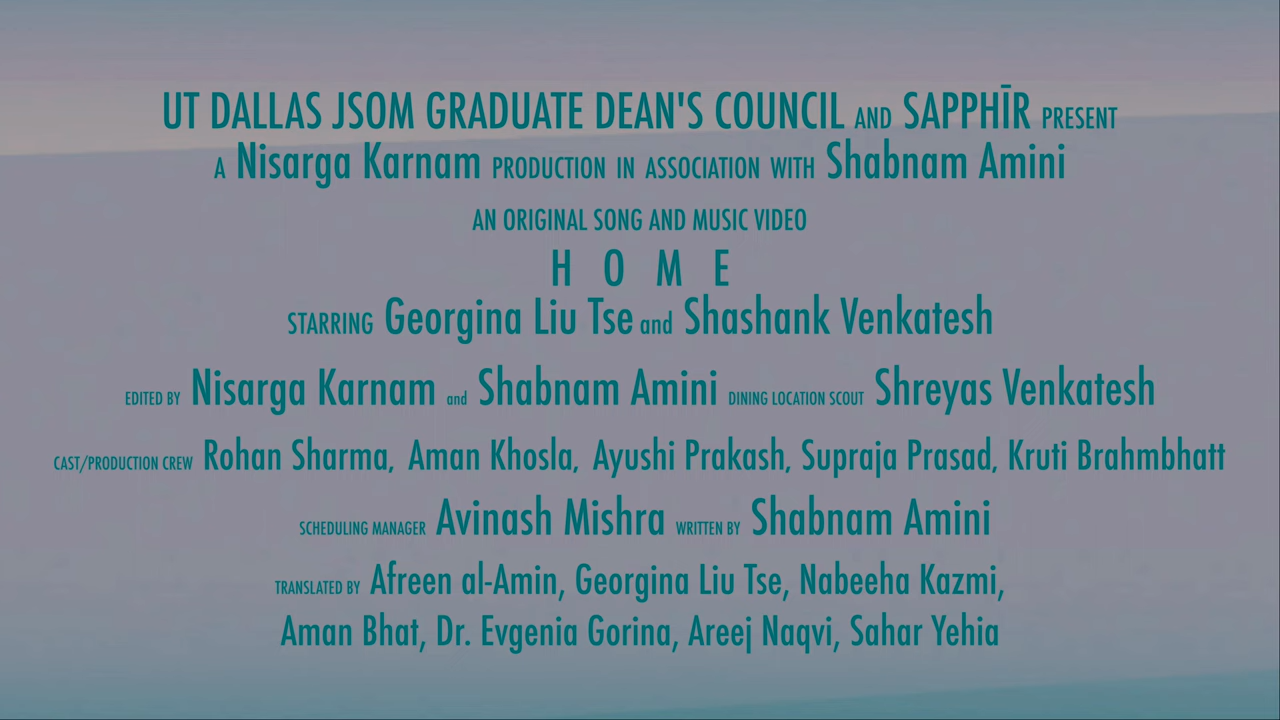 UT DALLAS JSOM GRADUATE DEAN'S COUNCIL AND SAPPHĪR PRESENT
A Nisarga Karnam PRODUCTION IN ASSOCIATION WITH Shabnam Amini
AN ORIGINAL SONG AND MUSIC VIDEO
H O M E
STARRING Georgina Liu Tse and Shashank Venkatesh
EDITED BY Nisarga Karnam and Shabnam Amini DINING LOCATION SCOUT Shreyas Venkatesh
CAST/PRODUCTION CREW Rohan Sharma, Aman Khosla, Ayushi Prakash, Supraja Prasad, Kruti Brahmbhatt
SCHEDULING MANAGER Avinash Mishra WRITTEN BY Shabnam Amini
TRANSLATED BY Afreen al-Amin, Georgina Liu Tse, Nabeeha Kazmi,
Aman Bhat, Dr. Evgenia Gorina, Areej Naqvi, Sahar Yehia